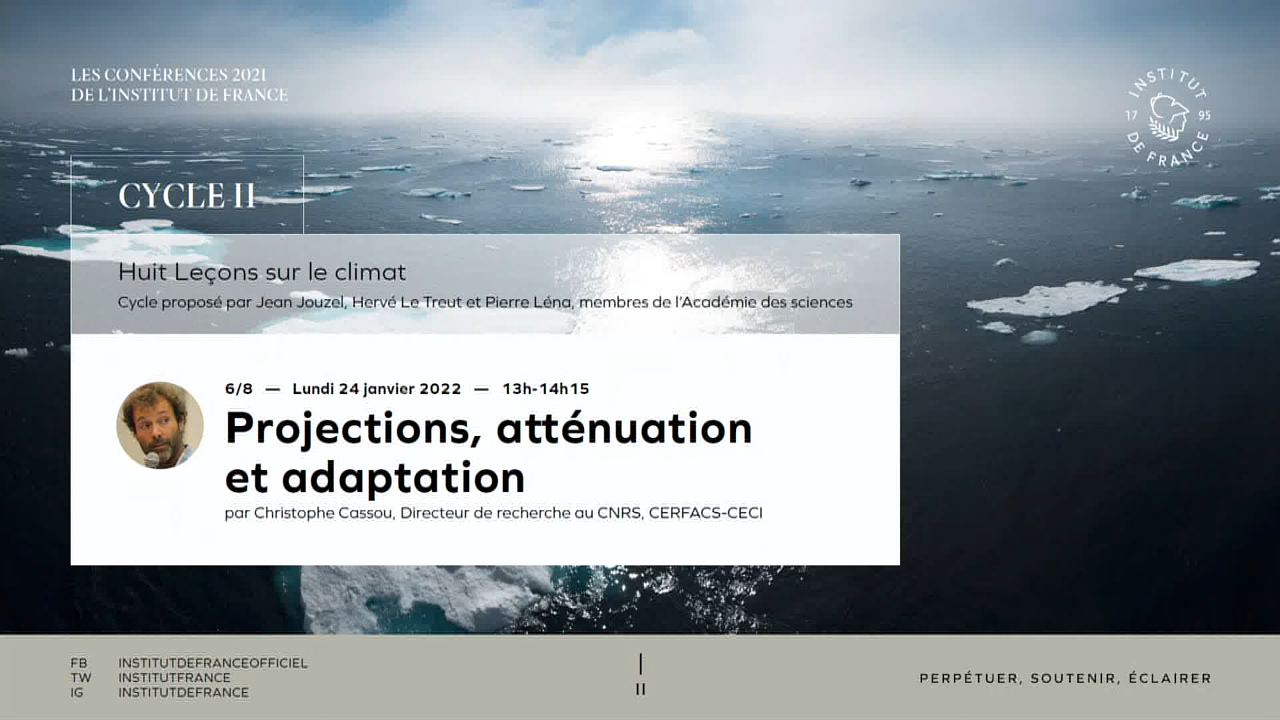 LES CONFÉRENCES 2021
DE L'INSTITUT DE FRANCE
INSTITUT
17 95
DE FRANCE
CYCLE II
Huit Leçons sur le climat
Cycle proposé par Jean Jouzel, Hervé Le Treut et Pierre Léna, membres de l'Académie des sciences
6/8 — Lundi 24 janvier 2022 — 13h-14h15
Projections, atténuation
et adaptation
par Christophe Cassou, Directeur de recherche au CNRS, CERFACS-CECI
FB INSTITUTDEFRANCEOFFICIEL
TW INSTITUTFRANCE
IG INSTITUTDEFRANCE
II
PERPÉTUER, SOUTENIR, ÉCLAIRER